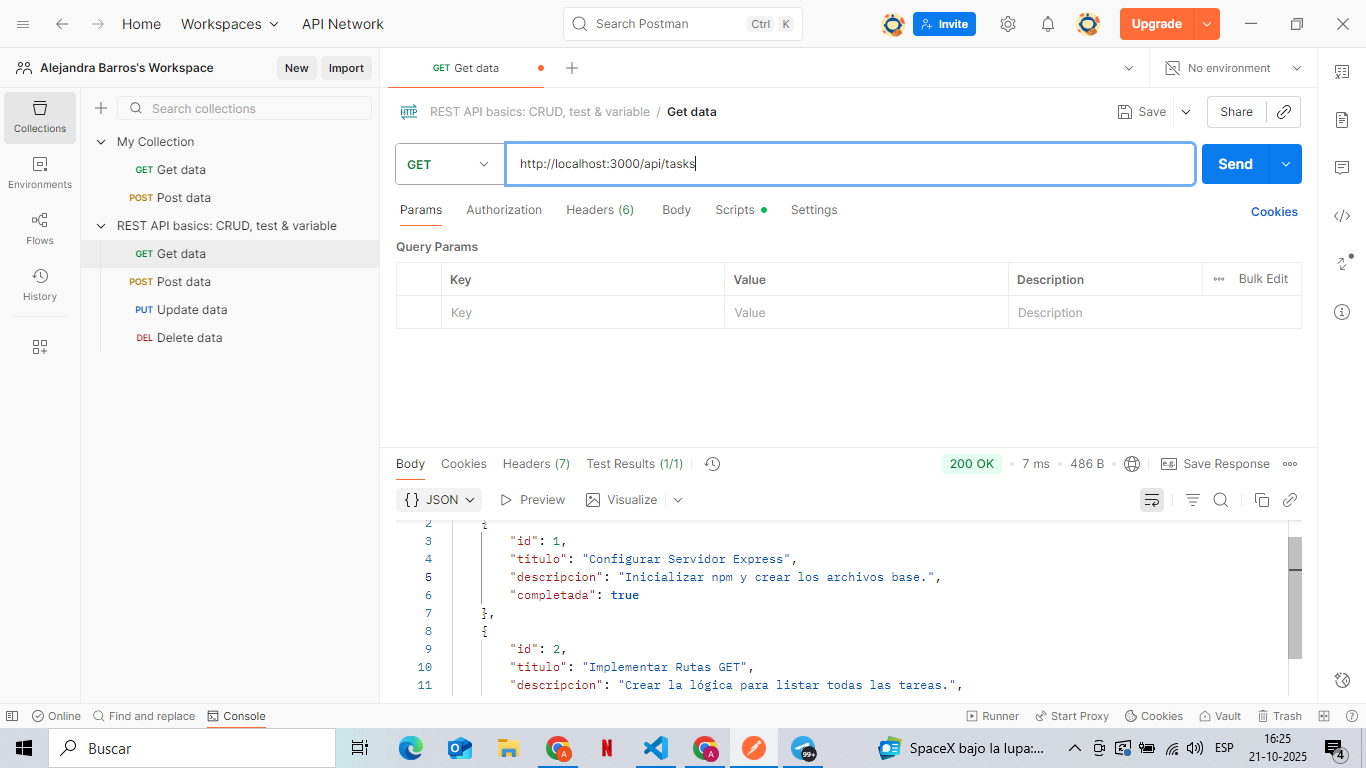 Home Workspaces API Network Search Postman Ctrl K Invite Upgrade
Alejandra Barros's Workspace New Import GET Get data No environment
Collections
Environments
Flows
History
Search collections
My Collection
GET Get data
POST Post data
REST API basics: CRUD, test & variable
GET Get data
POST Post data
PUT Update data
DEL Delete data
HTTP REST API basics: CRUD, test & variable / Get data Save Share
GET http://localhost:3000/api/tasks Send
Params Authorization Headers (6) Body Scripts Settings Cookies
Query Params
Key Value Description Bulk Edit
Key Value Description
Body Cookies Headers (7) Test Results (1/1) 200 OK 7 ms 486 B e.g. Save Response
{} JSON Preview Visualize
2 {
3 "id": 1,
4 "titulo": "Configurar Servidor Express",
5 "descripcion": "Inicializar npm y crear los archivos base.",
6 "completada": true
7 },
8 {
9 "id": 2,
10 "titulo": "Implementar Rutas GET",
11 "descripcion": "Crear la lógica para listar todas las tareas.",
Online Find and replace Console Runner Start Proxy Cookies Vault Trash
Buscar N A A 99+ SpaceX bajo la lupa:... ESP 16:25
21-10-2025 4